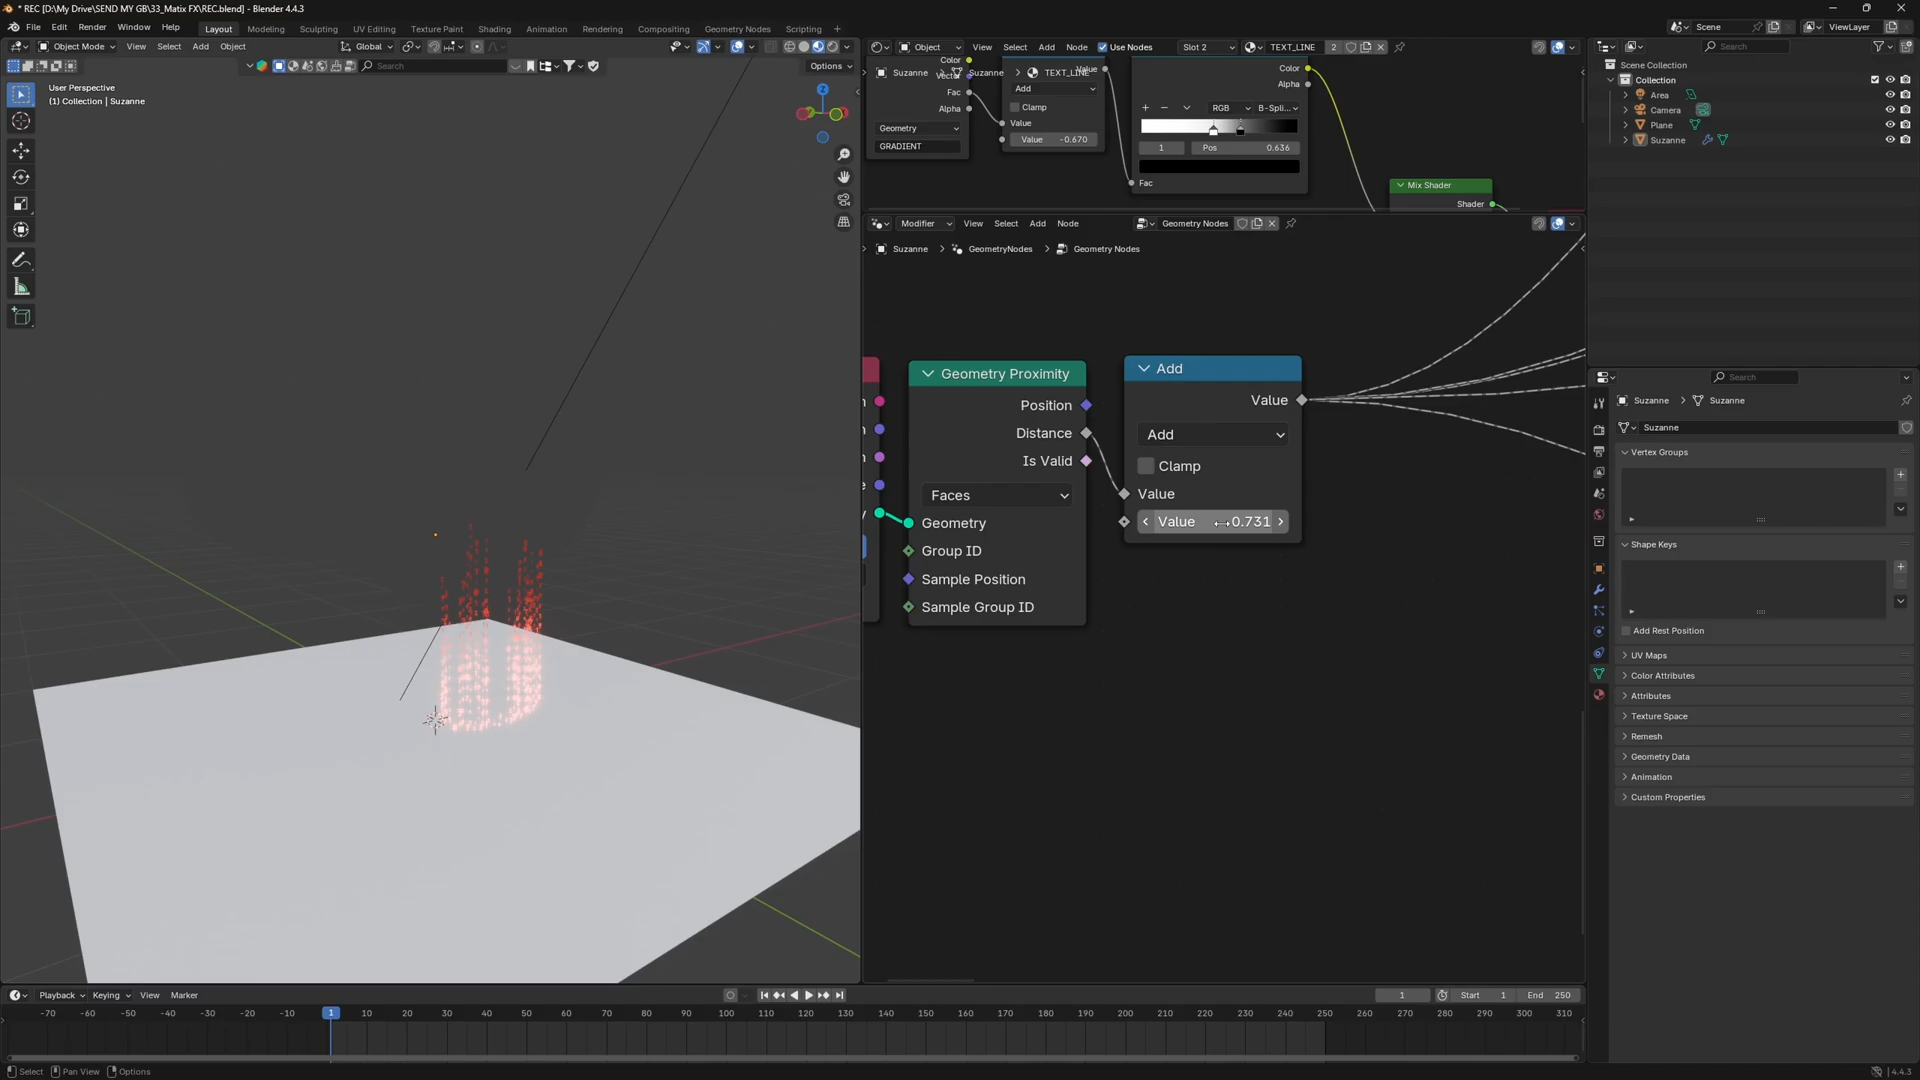 * REC [D:\My Drive\SEND MY GB\33_Matix FX\REC.blend] - Blender 4.4.3
File Edit Render Window Help Layout Modeling Sculpting UV Editing Texture Paint Shading Animation Rendering Compositing Geometry Nodes Scripting + Scene ViewLayer
Object Mode View Select Add Object Global
Search Options
User Perspective
(1) Collection | Suzanne
Object View Select Add Node Use Nodes Slot 2 TEXT_LINE 2
Suzanne Suzanne TEXT_LINE
Color
Vector
Fac
Alpha
Geometry
GRADIENT
Value
Add
Clamp
Value
Value -0.670
Color
Alpha
RGB B-Spli...
1 Pos 0.636
Fac
Mix Shader
Shader
Modifier View Select Add Node Geometry Nodes
Suzanne GeometryNodes Geometry Nodes
Geometry Proximity
Position
Distance
Is Valid
Faces
Geometry
Group ID
Sample Position
Sample Group ID
Add
Value
Add
Clamp
Value
Value 0.731
Search
Scene Collection
Collection
Area
Camera
Plane
Suzanne
Search
Suzanne Suzanne
Suzanne
Vertex Groups
Shape Keys
Add Rest Position
UV Maps
Color Attributes
Attributes
Texture Space
Remesh
Geometry Data
Animation
Custom Properties
Playback Keying View Marker 1 Start 1 End 250
-70 -60 -50 -40 -30 -20 -10 1 10 20 30 40 50 60 70 80 90 100 110 120 130 140 150 160 170 180 190 200 210 220 230 240 250 260 270 280 290 300 310
Select Pan View Options 4.4.3